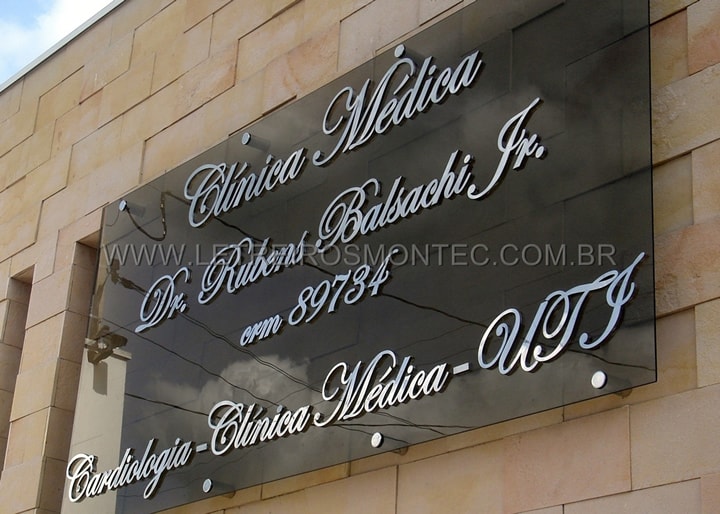 Clínica Médica
Dr. Rubens Balsachi Jr.
WWW.LETREIROSMONTEC.COM.BR
crm 89734
Cardiologia - Clínica Médica - UTI